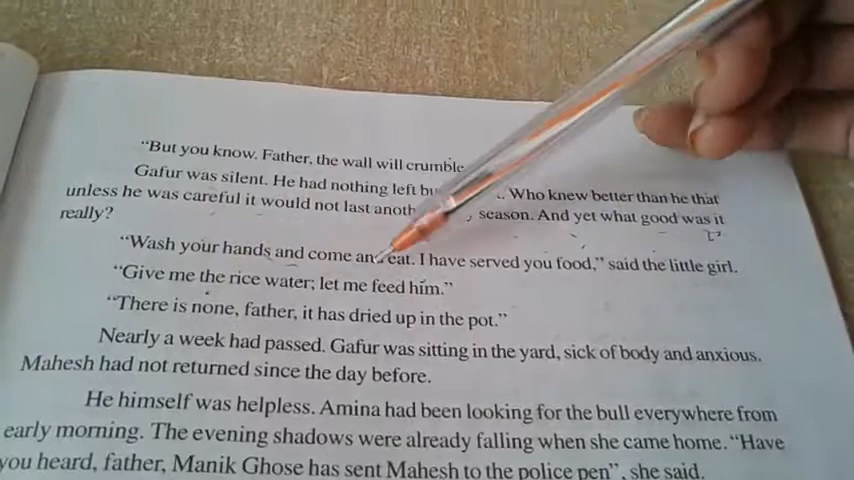 "But you know. Father, the wall will crumble
Gafur was silent. He had nothing left . Who knew better than he that
unless he was careful it would not last season. And yet what good was it
really?
"Wash your hands and come eat. I have served you food," said the little girl.
"Give me the rice water; let me feed him."
"There is none, father, it has dried up in the pot."
Nearly a week had passed. Gafur was sitting in the yard, sick of body and anxious.
Mahesh had not returned since the day before.
He himself was helpless. Amina had been looking for the bull everywhere from
early morning. The evening shadows were already falling when she came home. "Have
you heard, father, Manik Ghose has sent Mahesh to the police pen", she said.